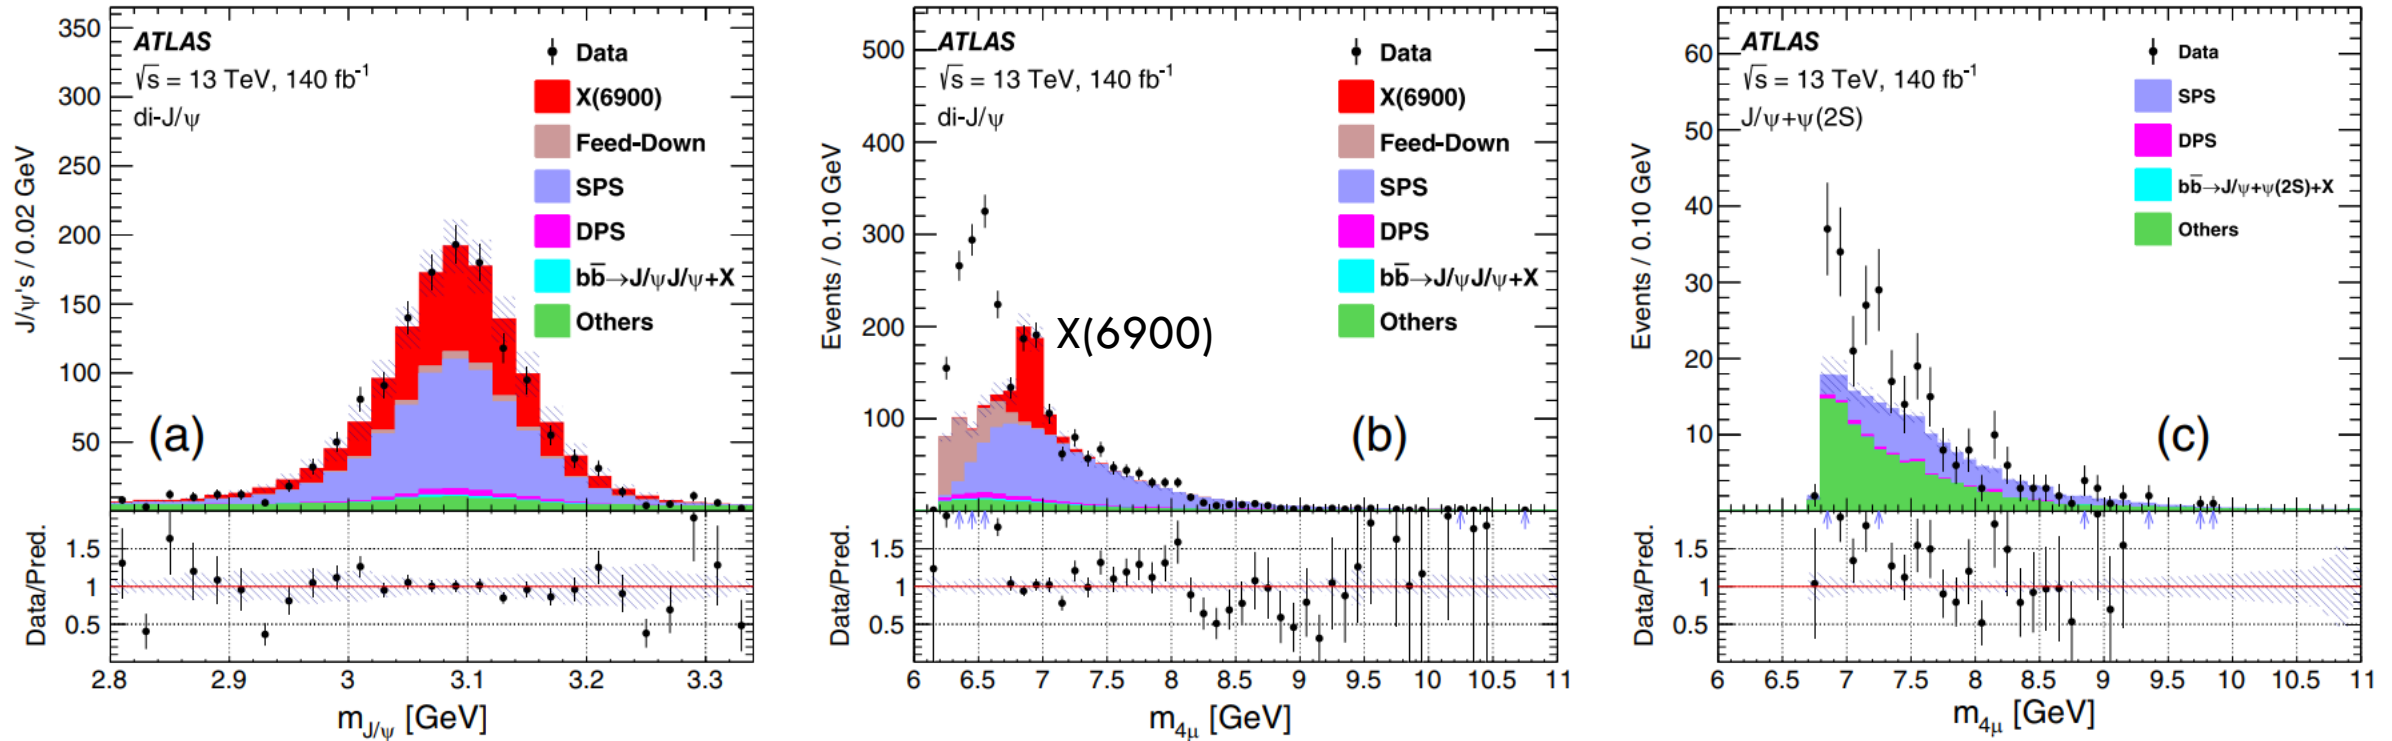 ATLAS
√s = 13 TeV, 140 fb⁻¹
di-J/ψ
Data
X(6900)
Feed-Down
SPS
DPS
bb̅→J/ψJ/ψ+X
Others
(a)
J/ψ's / 0.02 GeV
350
300
250
200
150
100
50
Data/Pred.
1.5
1
0.5
2.8 2.9 3 3.1 3.2 3.3
m_J/ψ [GeV]
ATLAS
√s = 13 TeV, 140 fb⁻¹
di-J/ψ
Data
X(6900)
Feed-Down
SPS
DPS
bb̅→J/ψJ/ψ+X
Others
X(6900)
(b)
Events / 0.10 GeV
500
400
300
200
100
Data/Pred.
1.5
1
0.5
6 6.5 7 7.5 8 8.5 9 9.5 10 10.5 11
m_4μ [GeV]
ATLAS
√s = 13 TeV, 140 fb⁻¹
J/ψ+ψ(2S)
Data
SPS
DPS
bb̅→J/ψ+ψ(2S)+X
Others
(c)
Events / 0.10 GeV
60
50
40
30
20
10
Data/Pred.
1.5
1
0.5
6 6.5 7 7.5 8 8.5 9 9.5 10 10.5 11
m_4μ [GeV]